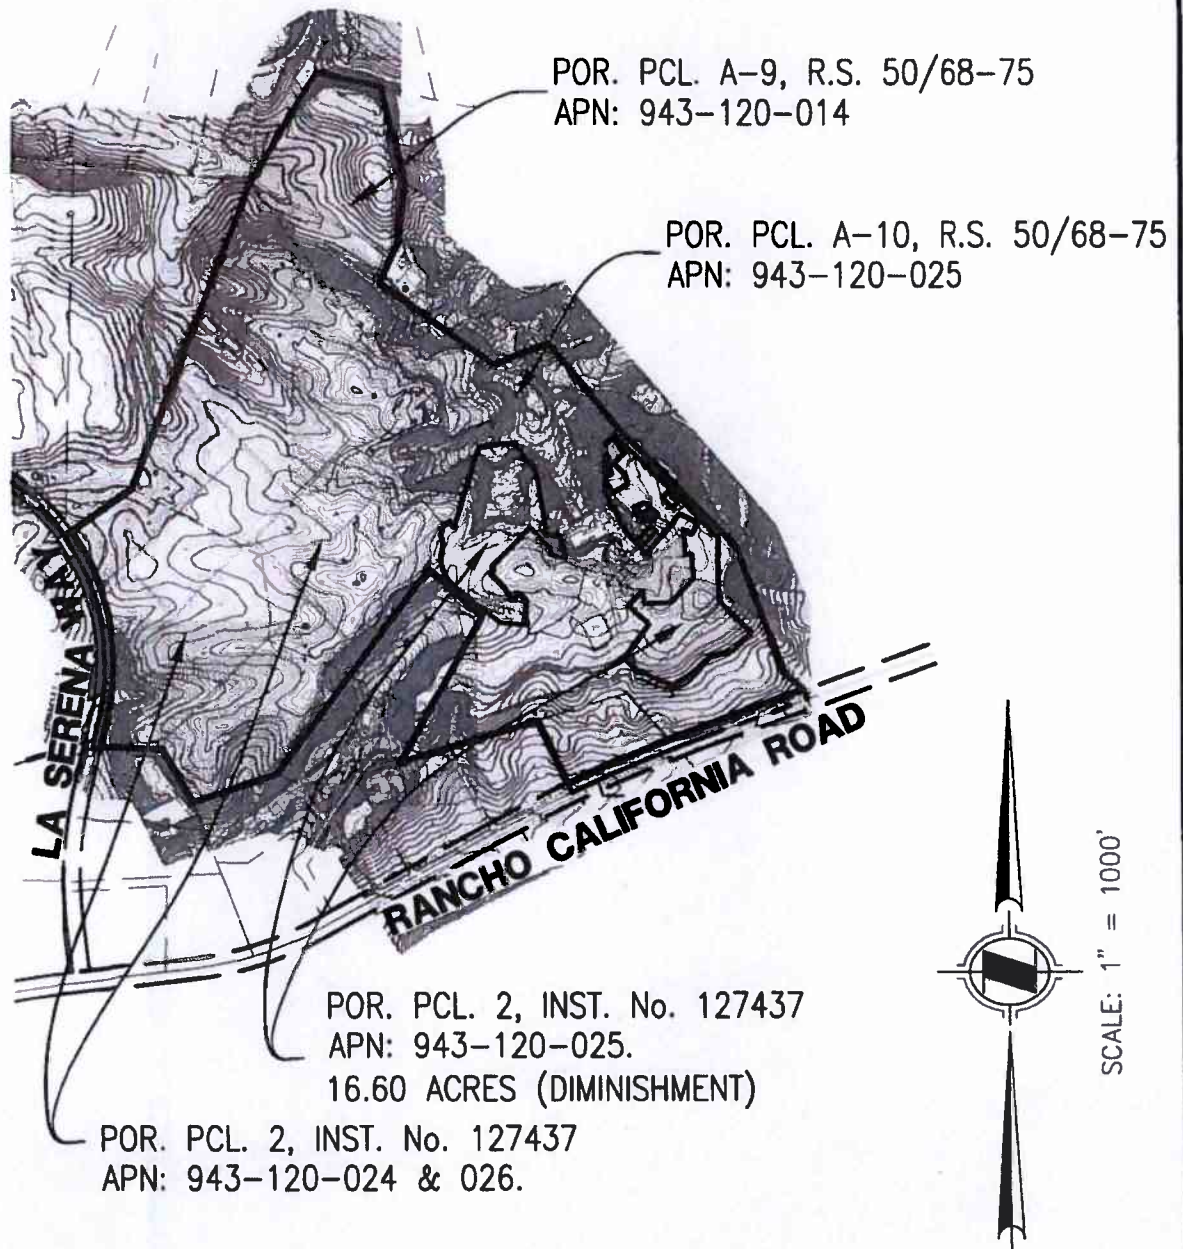 POR. PCL. A-9, R.S. 50/68-75
APN: 943-120-014
POR. PCL. A-10, R.S. 50/68-75
APN: 943-120-025
LA SERENA WAY
RANCHO CALIFORNIA ROAD
SCALE: 1" = 1000'
POR. PCL. 2, INST. No. 127437
APN: 943-120-025.
16.60 ACRES (DIMINISHMENT)
POR. PCL. 2, INST. No. 127437
APN: 943-120-024 & 026.